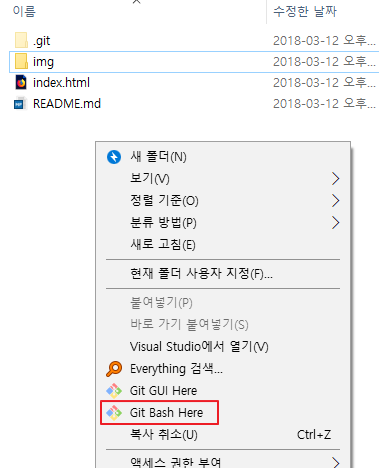 이름 수정한 날짜
.git 2018-03-12 오후...
img 2018-03-12 오후...
index.html 2018-03-12 오후...
README.md 2018-03-12 오후...
새 폴더(N)
보기(V)
정렬 기준(O)
분류 방법(P)
새로 고침(E)
현재 폴더 사용자 지정(F)...
붙여넣기(P)
바로 가기 붙여넣기(S)
Visual Studio에서 열기(V)
Everything 검색...
Git GUI Here
Git Bash Here
복사 취소(U) Ctrl+Z
액세스 권한 부여